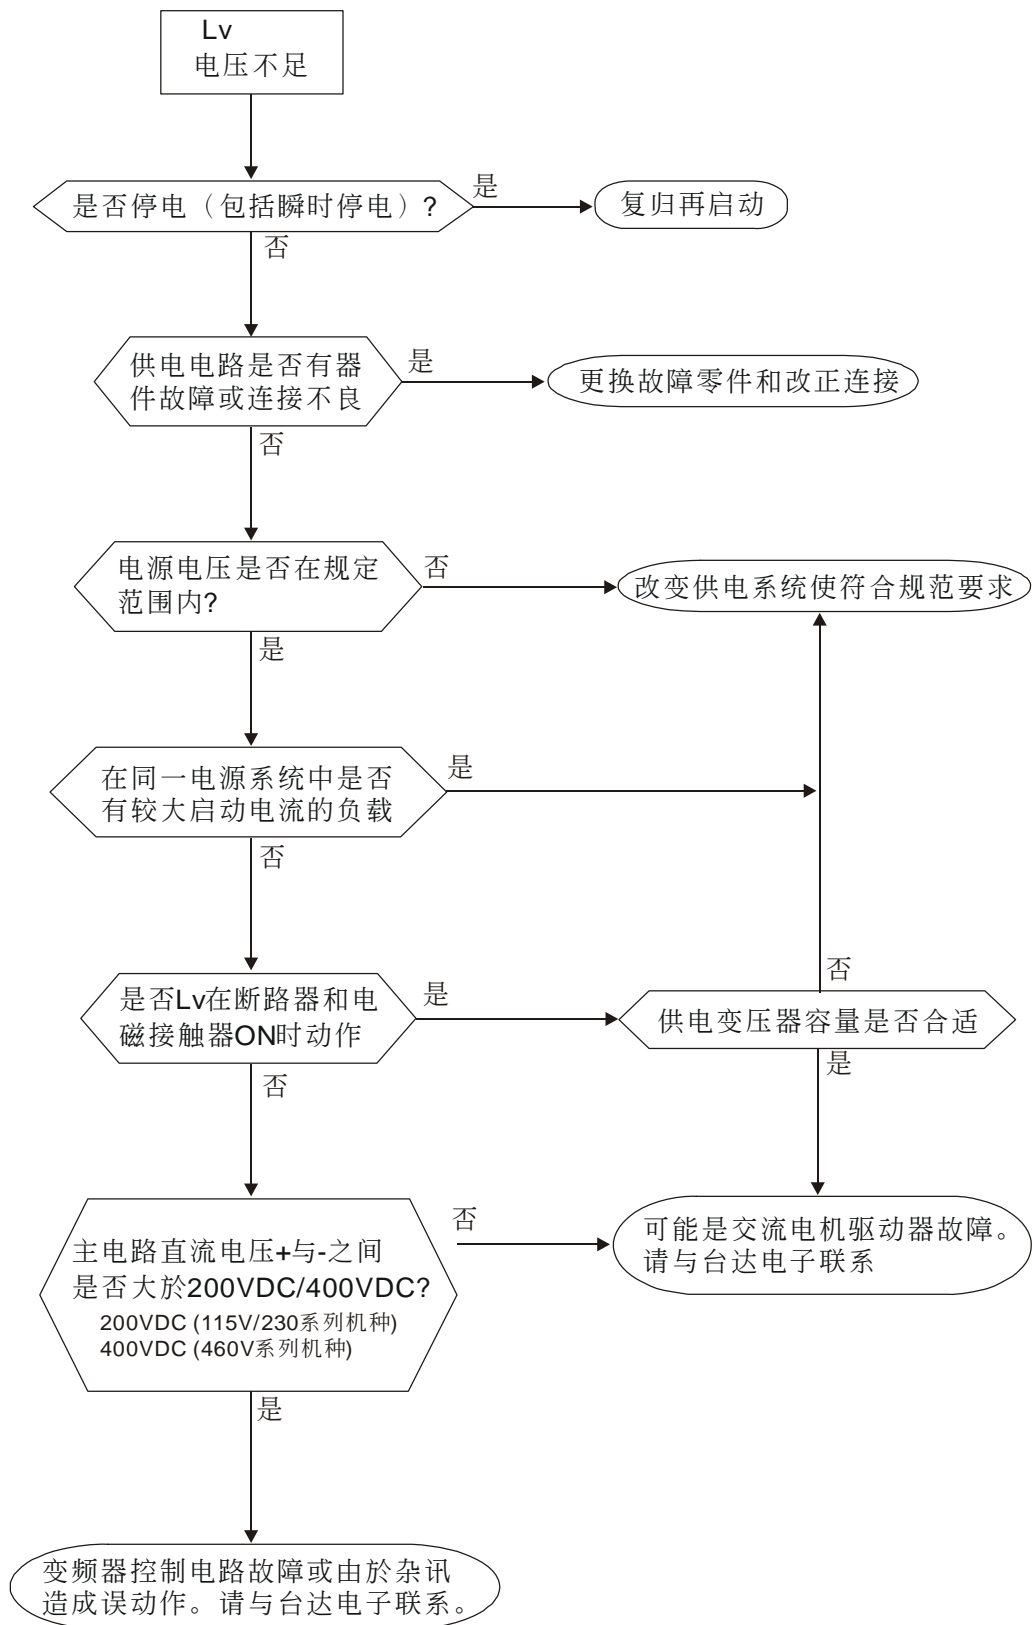 Lv
电压不足
是否停电（包括瞬时停电）?
是
复归再启动
否
供电电路是否有器
件故障或连接不良
是
更换故障零件和改正连接
否
电源电压是否在规定
范围内?
否
改变供电系统使符合规范要求
是
在同一电源系统中是否
有较大启动电流的负载
是
否
是否Lv在断路器和电
磁接触器ON时动作
是
否
供电变压器容量是否合适
是
否
主电路直流电压+与-之间
是否大於200VDC/400VDC?
200VDC (115V/230系列机种)
400VDC (460V系列机种)
否
可能是交流电机驱动器故障。
请与台达电子联系
是
变频器控制电路故障或由於杂讯
造成误动作。请与台达电子联系。